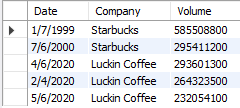 Date Company Volume
1/7/1999 Starbucks 585508800
7/6/2000 Starbucks 295411200
4/6/2020 Luckin Coffee 293601300
2/4/2020 Luckin Coffee 264323500
5/6/2020 Luckin Coffee 232054100